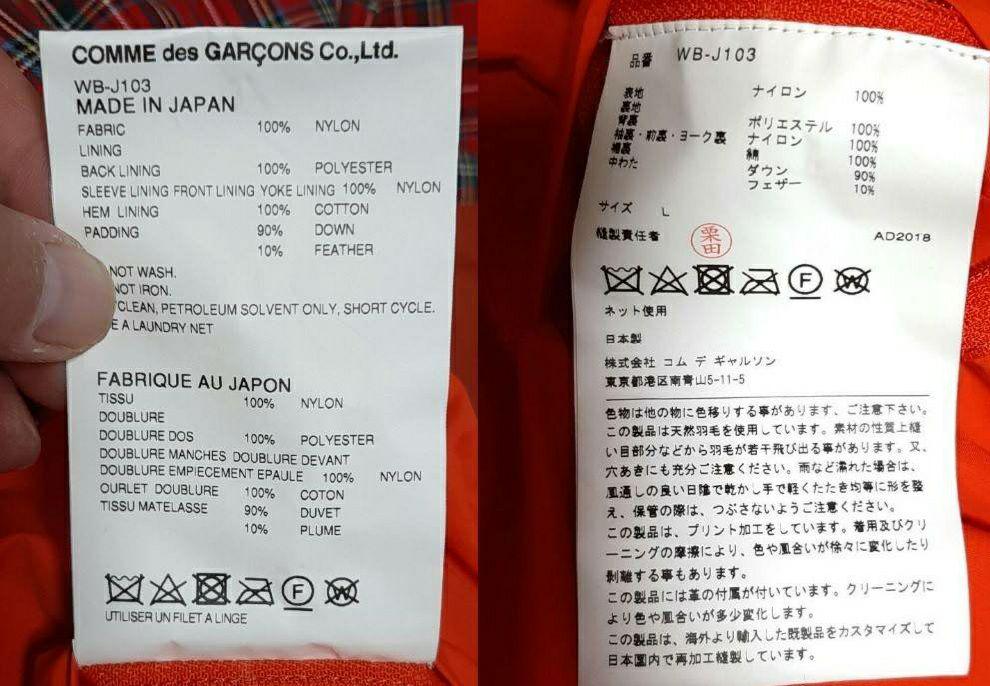 COMME des GARÇONS Co.,Ltd.
WB-J103
MADE IN JAPAN
FABRIC 100% NYLON
LINING
BACK LINING 100% POLYESTER
SLEEVE LINING FRONT LINING YOKE LINING 100% NYLON
HEM LINING 100% COTTON
PADDING 90% DOWN
10% FEATHER
NOT WASH.
NOT IRON.
CLEAN, PETROLEUM SOLVENT ONLY, SHORT CYCLE.
E A LAUNDRY NET
FABRIQUE AU JAPON
TISSU 100% NYLON
DOUBLURE
DOUBLURE DOS 100% POLYESTER
DOUBLURE MANCHES DOUBLURE DEVANT
DOUBLURE EMPIECEMENT EPAULE 100% NYLON
OURLET DOUBLURE 100% COTON
TISSU MATELASSE 90% DUVET
10% PLUME
F W
UTILISER UN FILET A LINGE
品番 WB-J103
表地 ナイロン 100%
裏地
背裏 ポリエステル 100%
袖裏・前裏・ヨーク裏 ナイロン 100%
裾裏 綿 100%
中わた ダウン 90%
フェザー 10%
サイズ L
縫製責任者 栗田 AD2018
F W
ネット使用
日本製
株式会社 コム デ ギャルソン
東京都港区南青山5-11-5
色物は他の物に色移りする事があります、ご注意下さい。
この製品は天然羽毛を使用しています。素材の性質上縫
い目部分などから羽毛が若干飛び出る事があります。又、
穴あきにも充分ご注意ください。雨など濡れた場合は、
風通しの良い日陰で乾かし手で軽くたたき均等に形を整
え、保管の際は、つぶさないようご注意ください。
この製品は、プリント加工をしています。着用及びクリ
ーニングの摩擦により、色や風合いが徐々に変化したり
剥離する事もあります。
この製品には革の付属が付いています。クリーニングに
より色や風合いが多少変化します。
この製品は、海外より輸入した既製品をカスタマイズして
日本国内で再加工縫製しています。